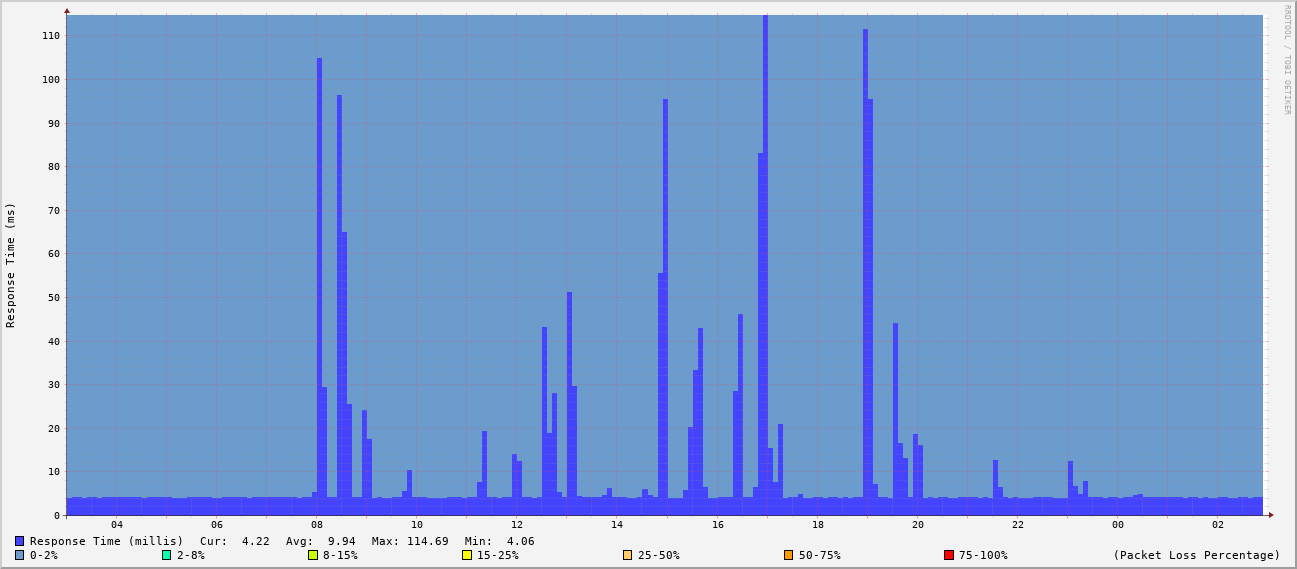 RRDTOOL / TOBI OETIKER
Response Time (ms)
110
100
90
80
70
60
50
40
30
20
10
0
04 06 08 10 12 14 16 18 20 22 00 02
Response Time (millis) Cur: 4.22 Avg: 9.94 Max: 114.69 Min: 4.06
0-2% 2-8% 8-15% 15-25% 25-50% 50-75% 75-100% (Packet Loss Percentage)